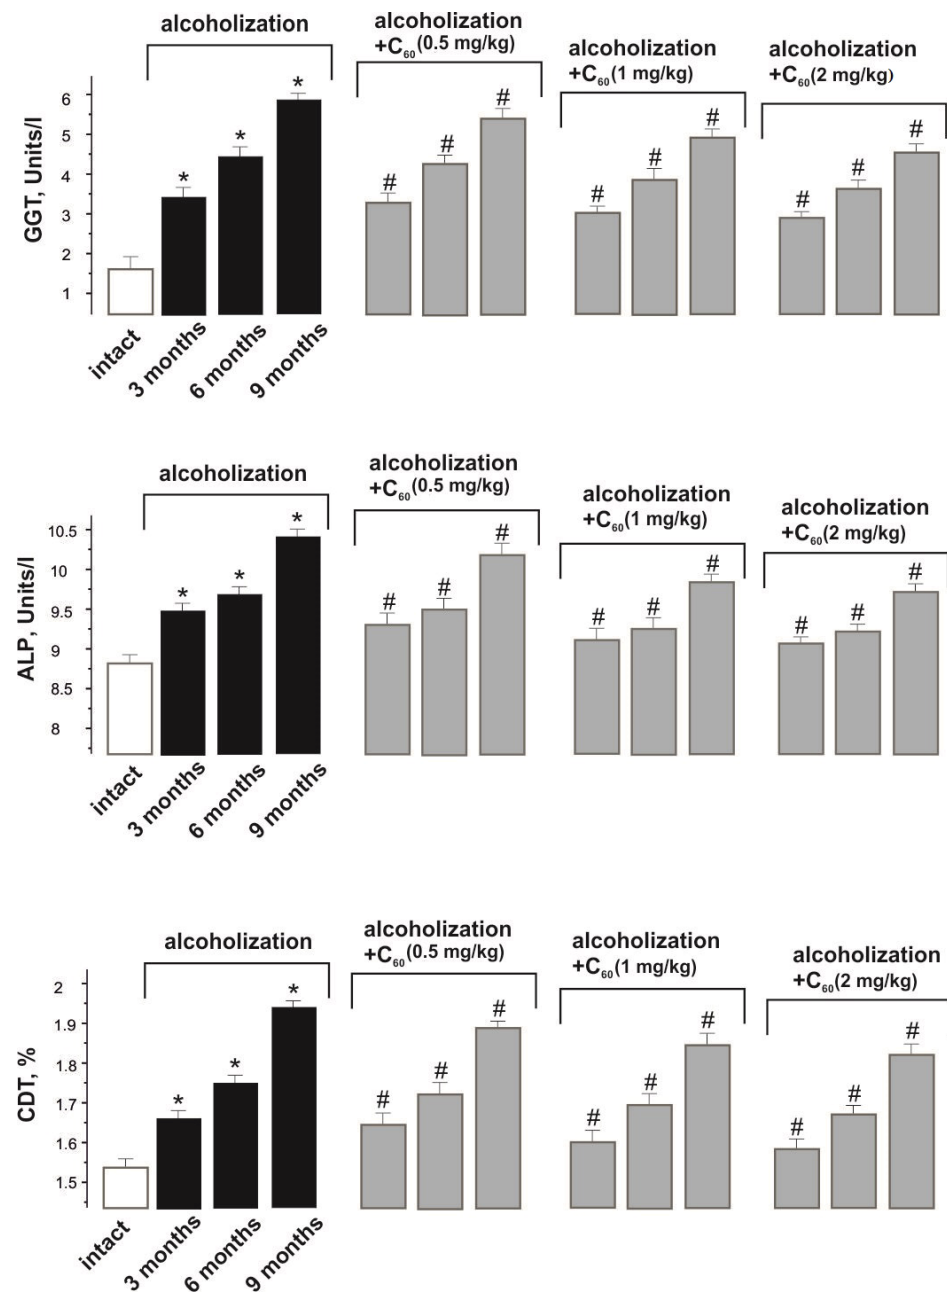 alcoholization
alcoholization
+C₆₀(0.5 mg/kg)
alcoholization
+C₆₀(1 mg/kg)
alcoholization
+C₆₀(2 mg/kg)
GGT, Units/l
6
5
4
3
2
1
*
*
*
#
#
#
#
#
#
#
#
#
intact
3 months
6 months
9 months
alcoholization
alcoholization
+C₆₀(0.5 mg/kg)
alcoholization
+C₆₀(1 mg/kg)
alcoholization
+C₆₀(2 mg/kg)
ALP, Units/l
10.5
10
9.5
9
8.5
8
*
*
*
#
#
#
#
#
#
#
#
#
intact
3 months
6 months
9 months
alcoholization
alcoholization
+C₆₀(0.5 mg/kg)
alcoholization
+C₆₀(1 mg/kg)
alcoholization
+C₆₀(2 mg/kg)
CDT, %
2
1.9
1.8
1.7
1.6
1.5
*
*
*
#
#
#
#
#
#
#
#
#
intact
3 months
6 months
9 months